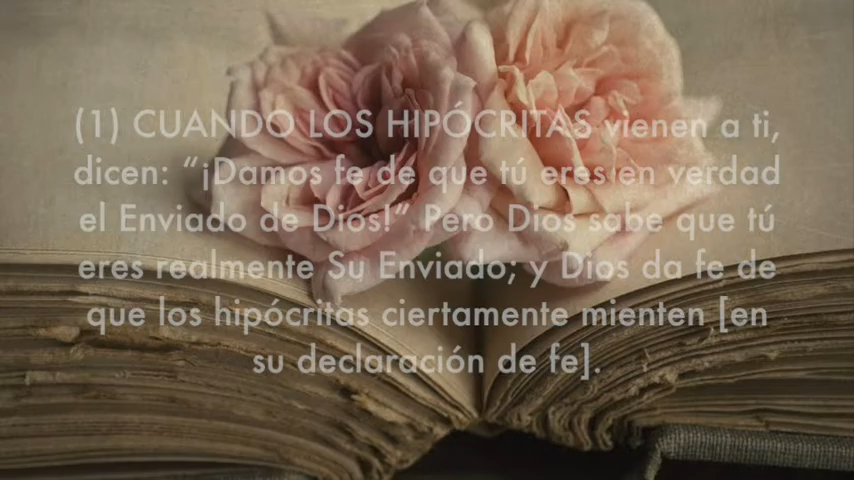 (1) CUANDO LOS HIPÓCRITAS vienen a ti,
dicen: “¡Damos fe de que tú eres en verdad
el Enviado de Dios!” Pero Dios sabe que tú
eres realmente Su Enviado; y Dios da fe de
que los hipócritas ciertamente mienten [en
su declaración de fe].